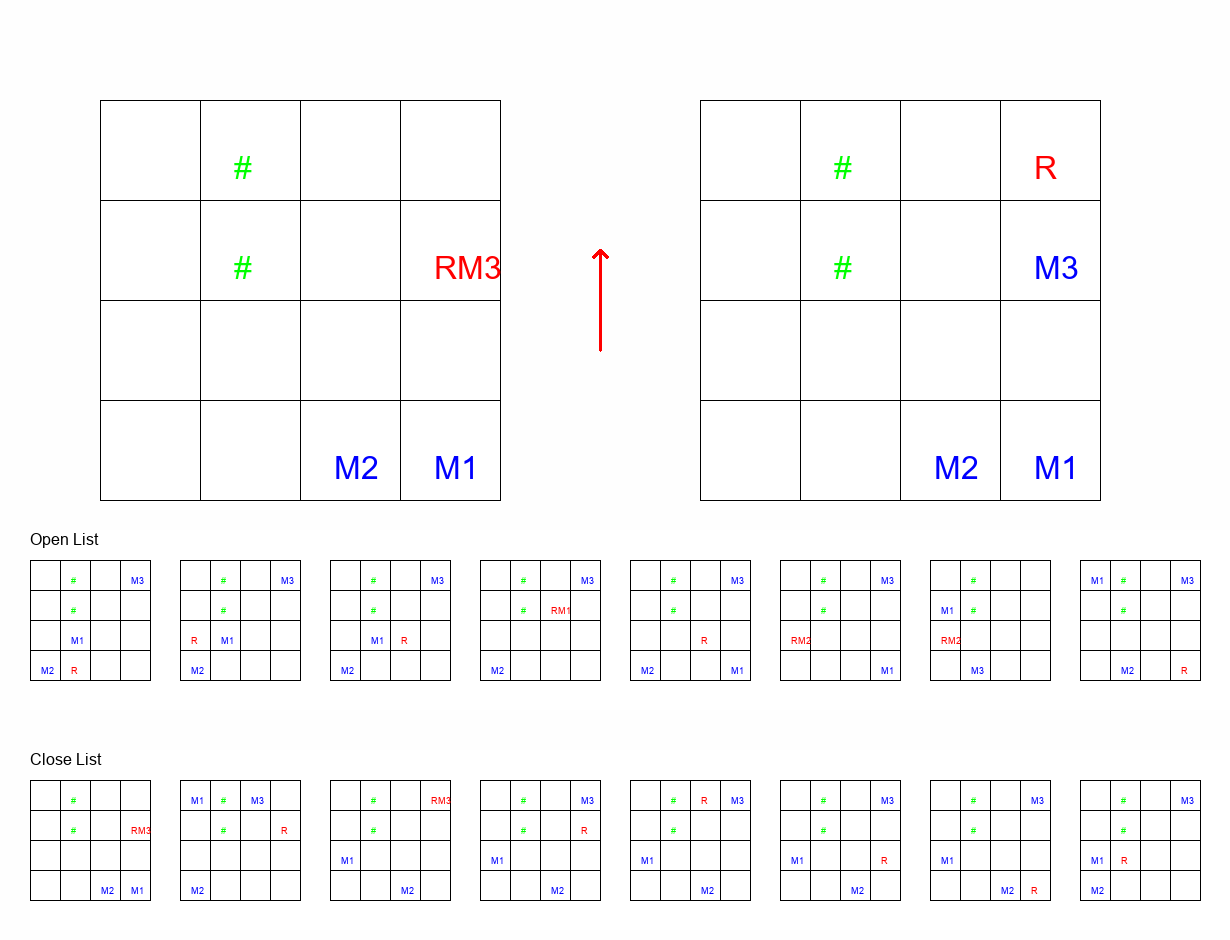 # # R
# RM3 # M3
M2 M1 M2 M1
Open List
# M3 # M3 # M3 # M3 # M3 # M3 # M1 # M3
# # # # RM1 # # M1 # #
M1 R M1 M1 R R RM2 RM2
M2 R M2 M2 M2 M2 M1 M1 M3 M2 R
Close List
# M1 # M3 # RM3 # M3 # R M3 # M3 # M3 # M3
# RM3 # R # # R # # # #
M1 M1 M1 M1 R M1 M1 R
M2 M1 M2 M2 M2 M2 M2 M2 R M2